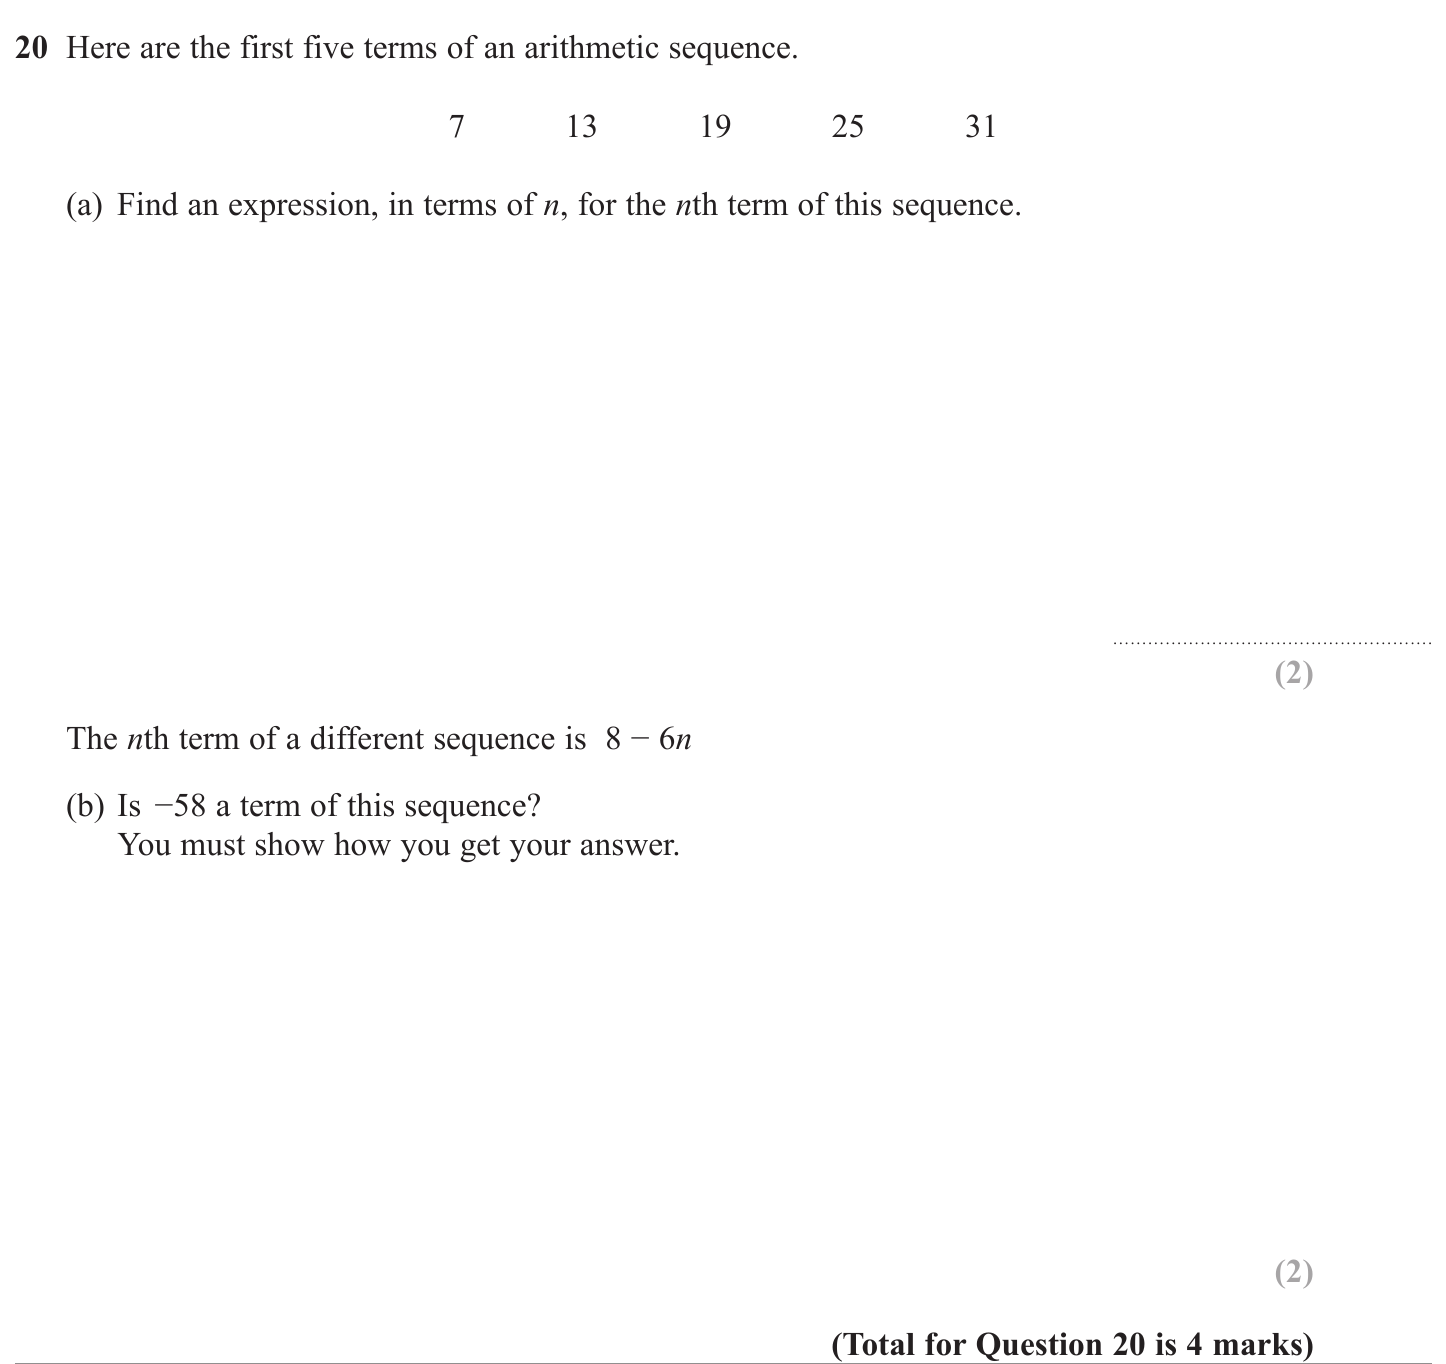 20 Here are the first five terms of an arithmetic sequence.
7 13 19 25 31
(a) Find an expression, in terms of n, for the nth term of this sequence.
(2)
The nth term of a different sequence is 8 − 6n
(b) Is −58 a term of this sequence?
You must show how you get your answer.
(2)
(Total for Question 20 is 4 marks)